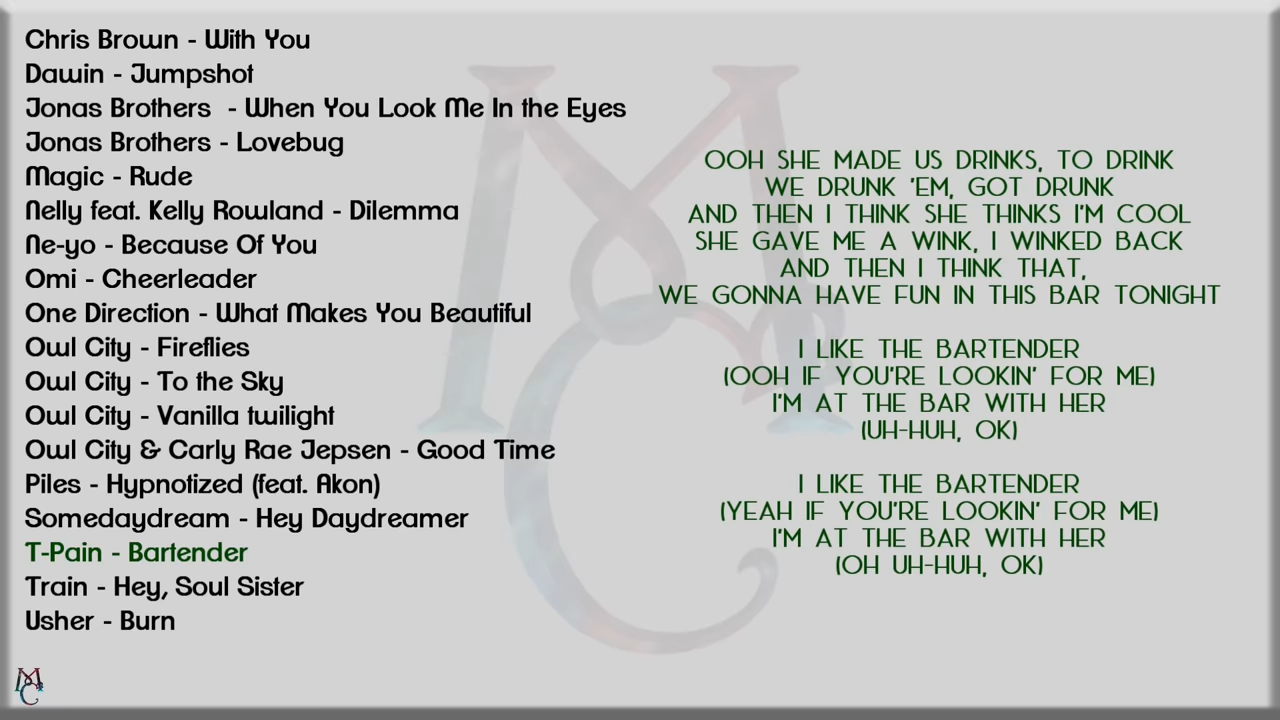 Chris Brown - With You
Dawin - Jumpshot
Jonas Brothers  - When You Look Me In the Eyes
Jonas Brothers - Lovebug
Magic - Rude
Nelly feat. Kelly Rowland - Dilemma
Ne-yo - Because Of You
Omi - Cheerleader
One Direction - What Makes You Beautiful
Owl City - Fireflies
Owl City - To the Sky
Owl City - Vanilla twilight
Owl City & Carly Rae Jepsen - Good Time
Piles - Hypnotized (feat. Akon)
Somedaydream - Hey Daydreamer
T-Pain - Bartender
Train - Hey, Soul Sister
Usher - Burn
OOH SHE MADE US DRINKS, TO DRINK
WE DRUNK 'EM, GOT DRUNK
AND THEN I THINK SHE THINKS I'M COOL
SHE GAVE ME A WINK, I WINKED BACK
AND THEN I THINK THAT,
WE GONNA HAVE FUN IN THIS BAR TONIGHT
I LIKE THE BARTENDER
(OOH IF YOU'RE LOOKIN' FOR ME)
I'M AT THE BAR WITH HER
(UH-HUH, OK)
I LIKE THE BARTENDER
(YEAH IF YOU'RE LOOKIN' FOR ME)
I'M AT THE BAR WITH HER
(OH UH-HUH, OK)
MC
MC